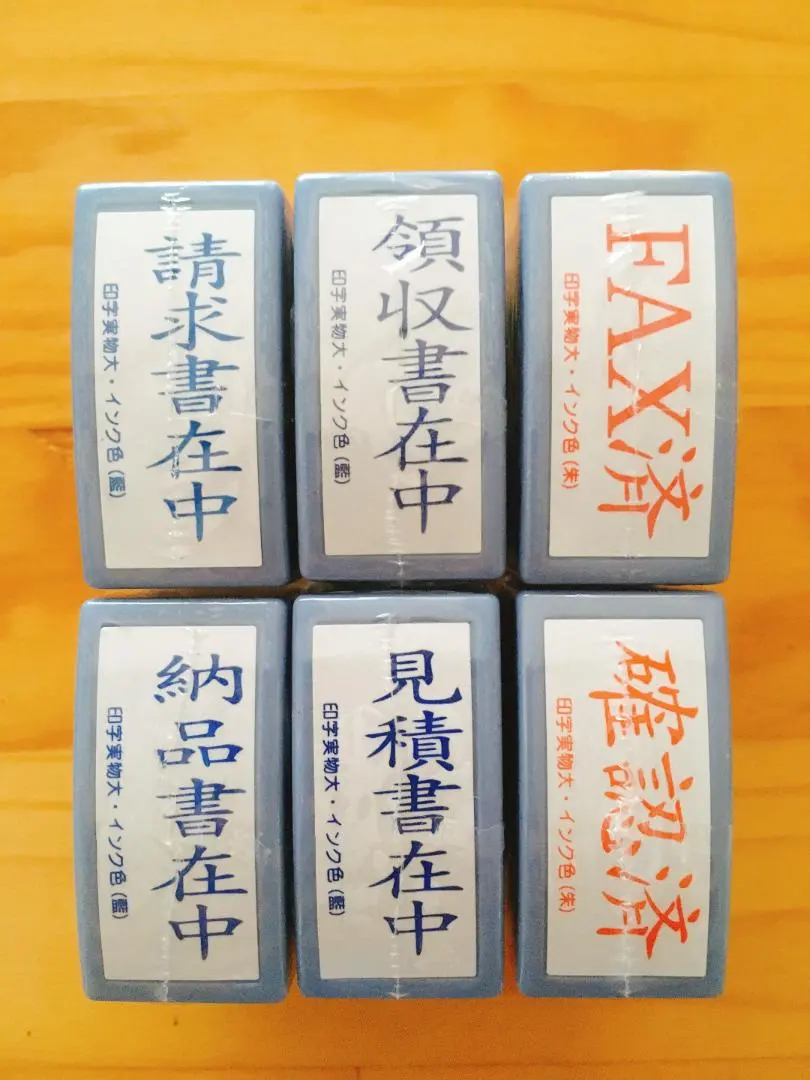 請求書在中
印字実物大・インク色(藍)
領収書在中
印字実物大・インク色(藍)
FAX済
印字実物大・インク色(朱)
納品書在中
印字実物大・インク色(藍)
見積書在中
印字実物大・インク色(藍)
確認済
印字実物大・インク色(朱)